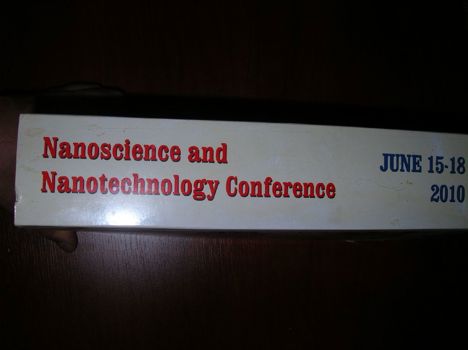 Nanoscience and
Nanotechnology Conference
JUNE 15-18
2010